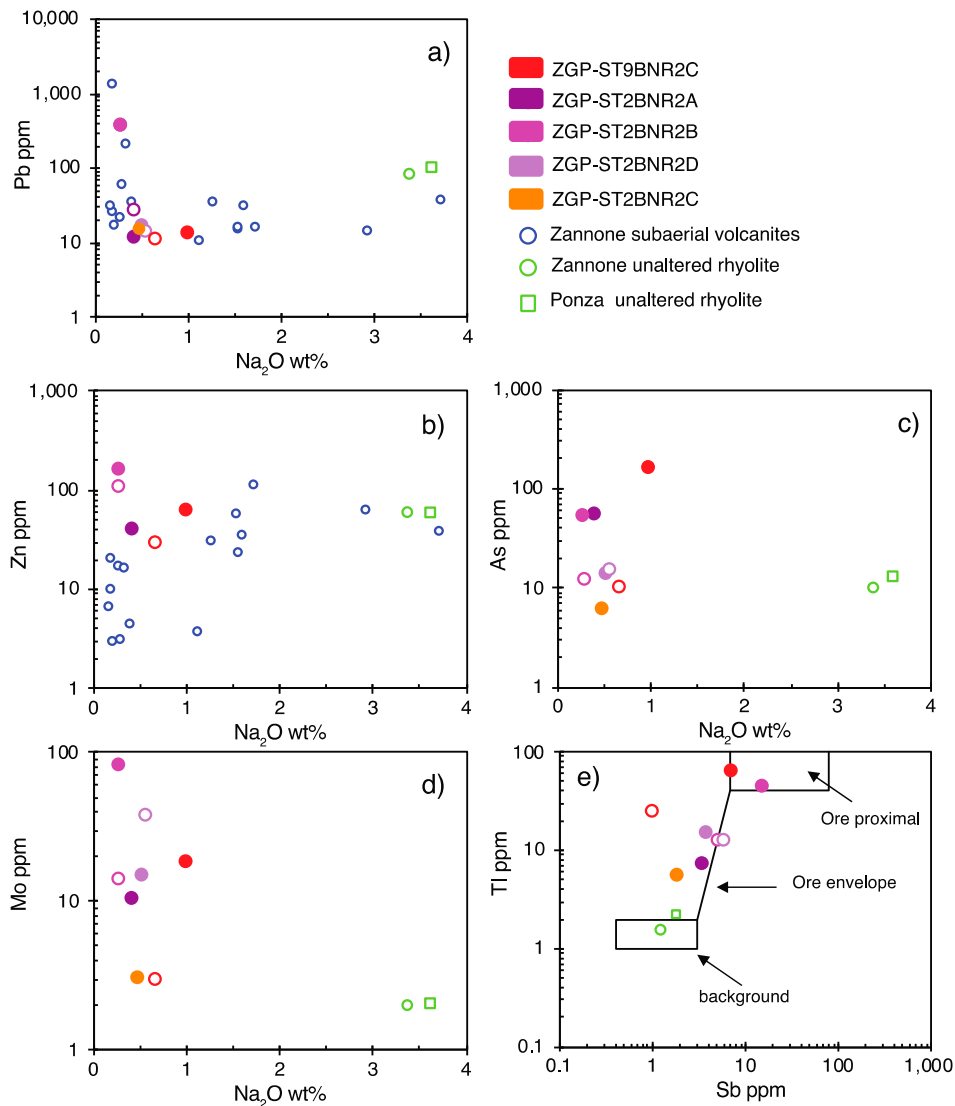 10,000
1,000
100
10
1
Pb ppm
a)
0 1 2 3 4
Na₂O wt%
ZGP-ST9BNR2C
ZGP-ST2BNR2A
ZGP-ST2BNR2B
ZGP-ST2BNR2D
ZGP-ST2BNR2C
Zannone subaerial volcanites
Zannone unaltered rhyolite
Ponza unaltered rhyolite
1,000
100
10
1
Zn ppm
b)
0 1 2 3 4
Na₂O wt%
1,000
100
10
1
As ppm
c)
0 1 2 3 4
Na₂O wt%
100
10
1
Mo ppm
d)
0 1 2 3 4
Na₂O wt%
100
10
1
0.1
Tl ppm
e)
Ore proximal
Ore envelope
background
0.1 1 10 100 1,000
Sb ppm